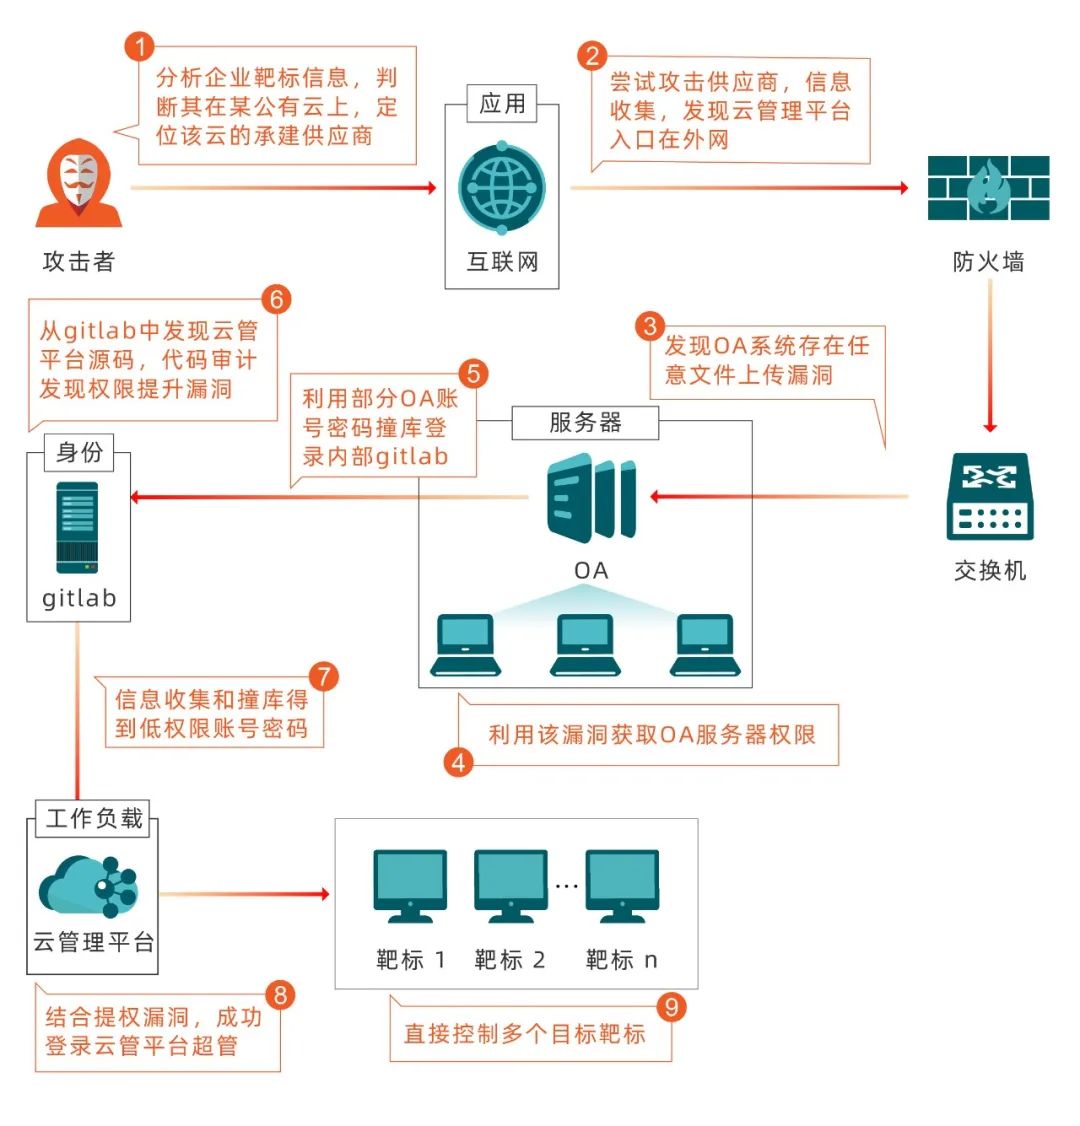 1
分析企业靶标信息，判
断其在某公有云上，定
位该云的承建供应商
2
尝试攻击供应商，信息
收集，发现云管理平台
入口在外网
应用
互联网
攻击者
防火墙
6
从gitlab中发现云管
平台源码，代码审计
发现权限提升漏洞
5
利用部分OA账
号密码撞库登
录内部gitlab
3
发现OA系统存在任
意文件上传漏洞
服务器
身份
OA
交换机
gitlab
7
信息收集和撞库得
到低权限账号密码
4
利用该漏洞获取OA服务器权限
工作负载
云管理平台
靶标 1
靶标 2
...
靶标 n
8
结合提权漏洞，成功
登录云管平台超管
9
直接控制多个目标靶标